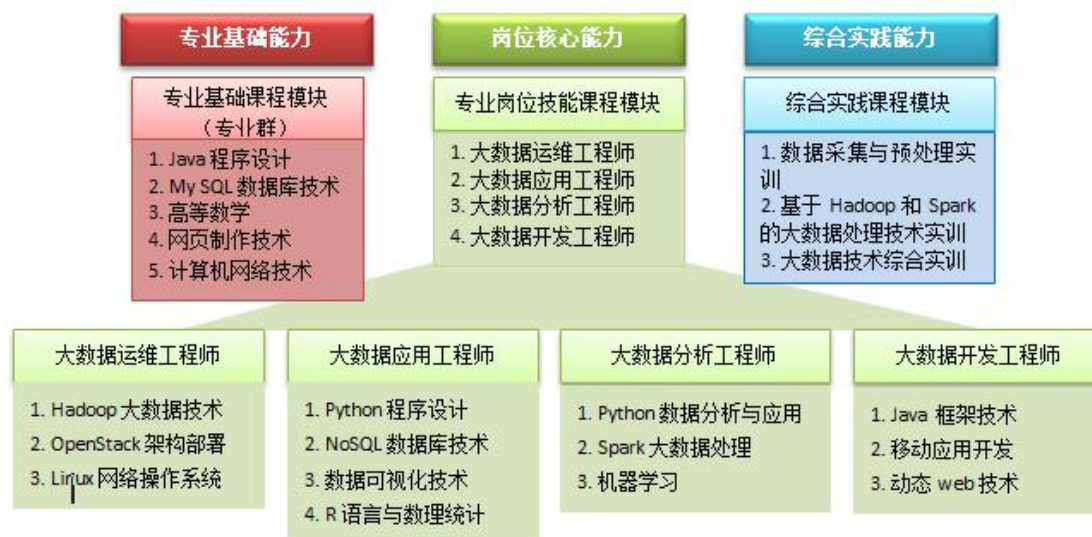 专业基础能力
岗位核心能力
综合实践能力
专业基础课程模块
（专业群）
1. Java 程序设计
2. My SQL 数据库技术
3. 高等数学
4. 网页制作技术
5. 计算机网络技术
专业岗位技能课程模块
1. 大数据运维工程师
2. 大数据应用工程师
3. 大数据分析工程师
4. 大数据开发工程师
综合实践课程模块
1. 数据采集与预处理实
训
2. 基于 Hadoop 和 Spark
的大数据处理技术实训
3. 大数据技术综合实训
大数据运维工程师
1. Hadoop 大数据技术
2. OpenStack 架构部署
3. Linux 网络操作系统
大数据应用工程师
1. Python 程序设计
2. NoSQL 数据库技术
3. 数据可视化技术
4. R 语言与数理统计
大数据分析工程师
1. Python 数据分析与应用
2. Spark 大数据处理
3. 机器学习
大数据开发工程师
1. Java 框架技术
2. 移动应用开发
3. 动态 web 技术